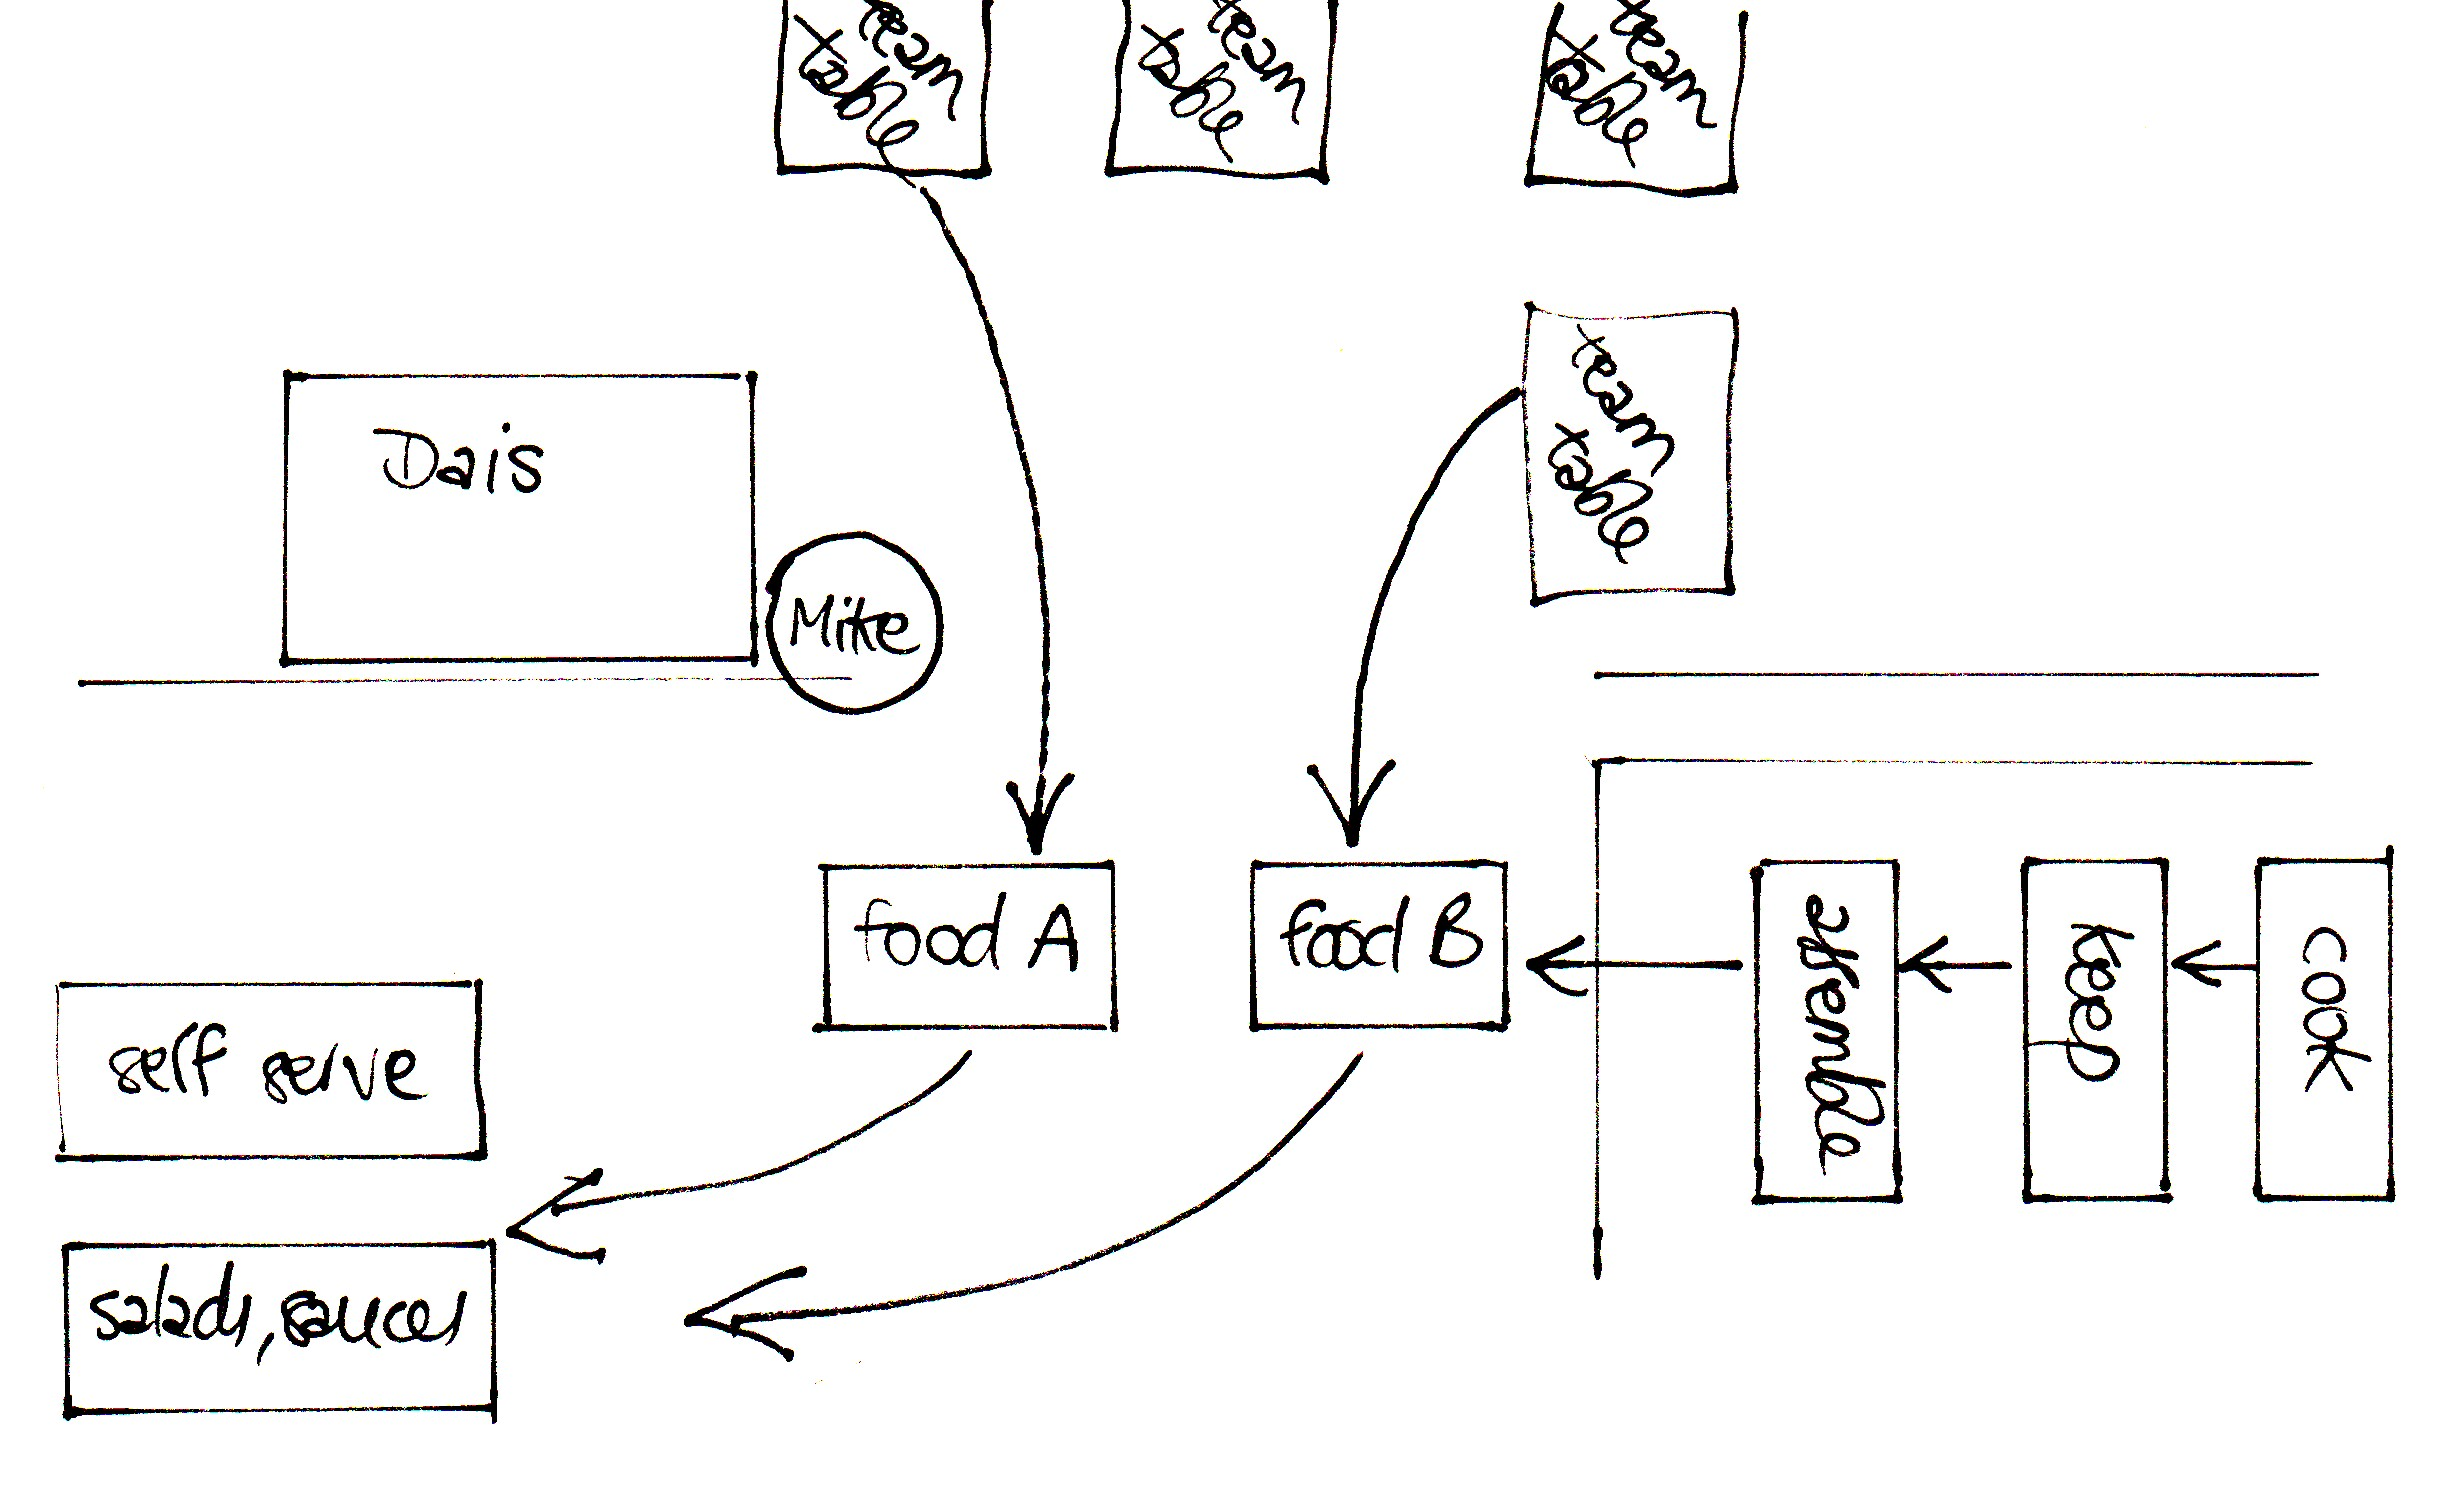 team
table
team
table
team
table
team
table
Dais
Mike
food A
food B
assemble
keep
cook
self serve
salads, sauces